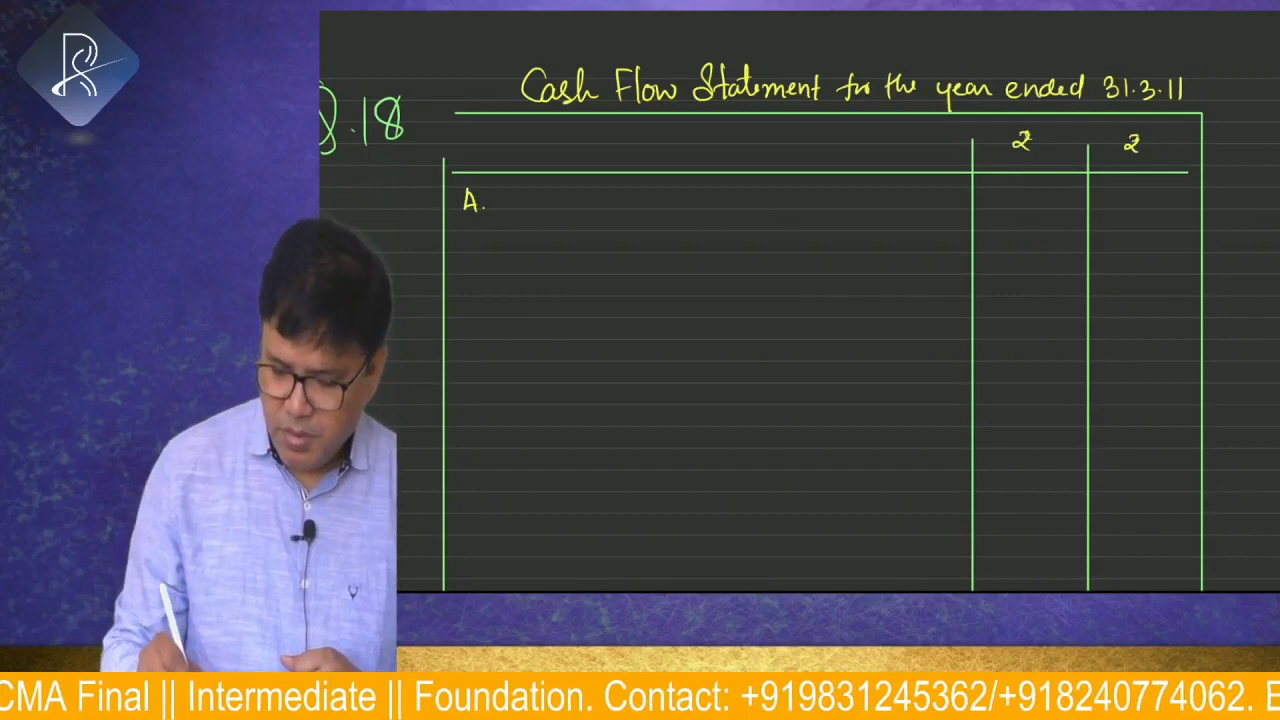 Cash Flow Statement for the year ended 31.3.11
Q.18
₹ ₹
A.
CMA Final || Intermediate || Foundation. Contact: +919831245362/+918240774062. E